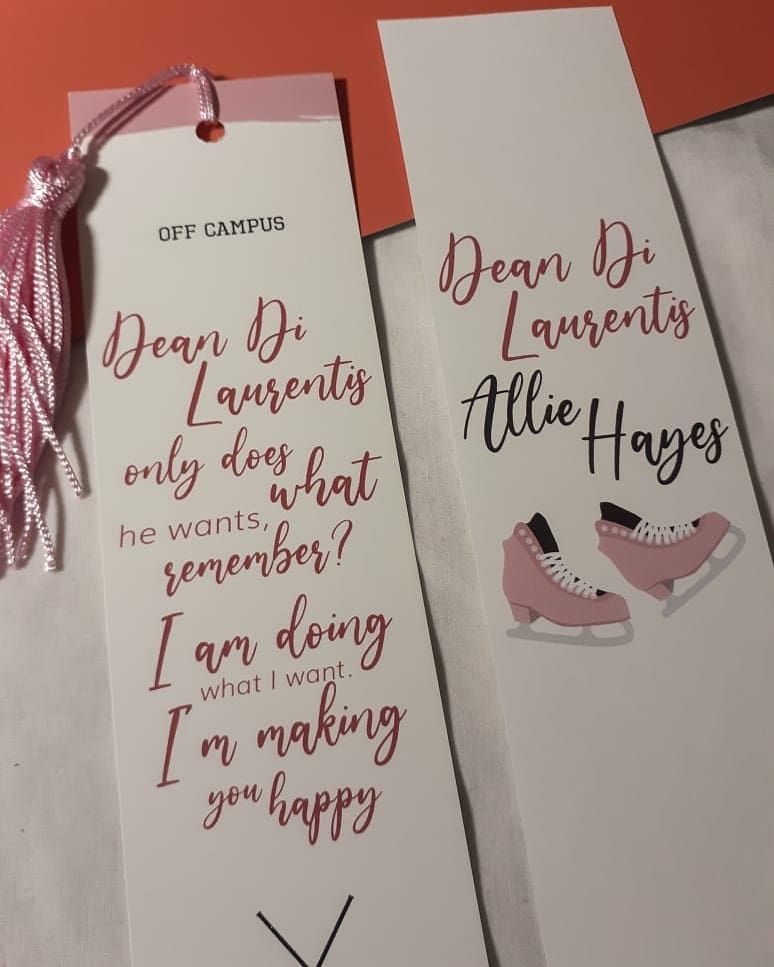 OFF CAMPUS
Dean Di
Laurentis
only does
what
he wants,
remember?
I am doing
what I want.
I'm making
you happy
Dean Di
Laurentis
Allie
Hayes